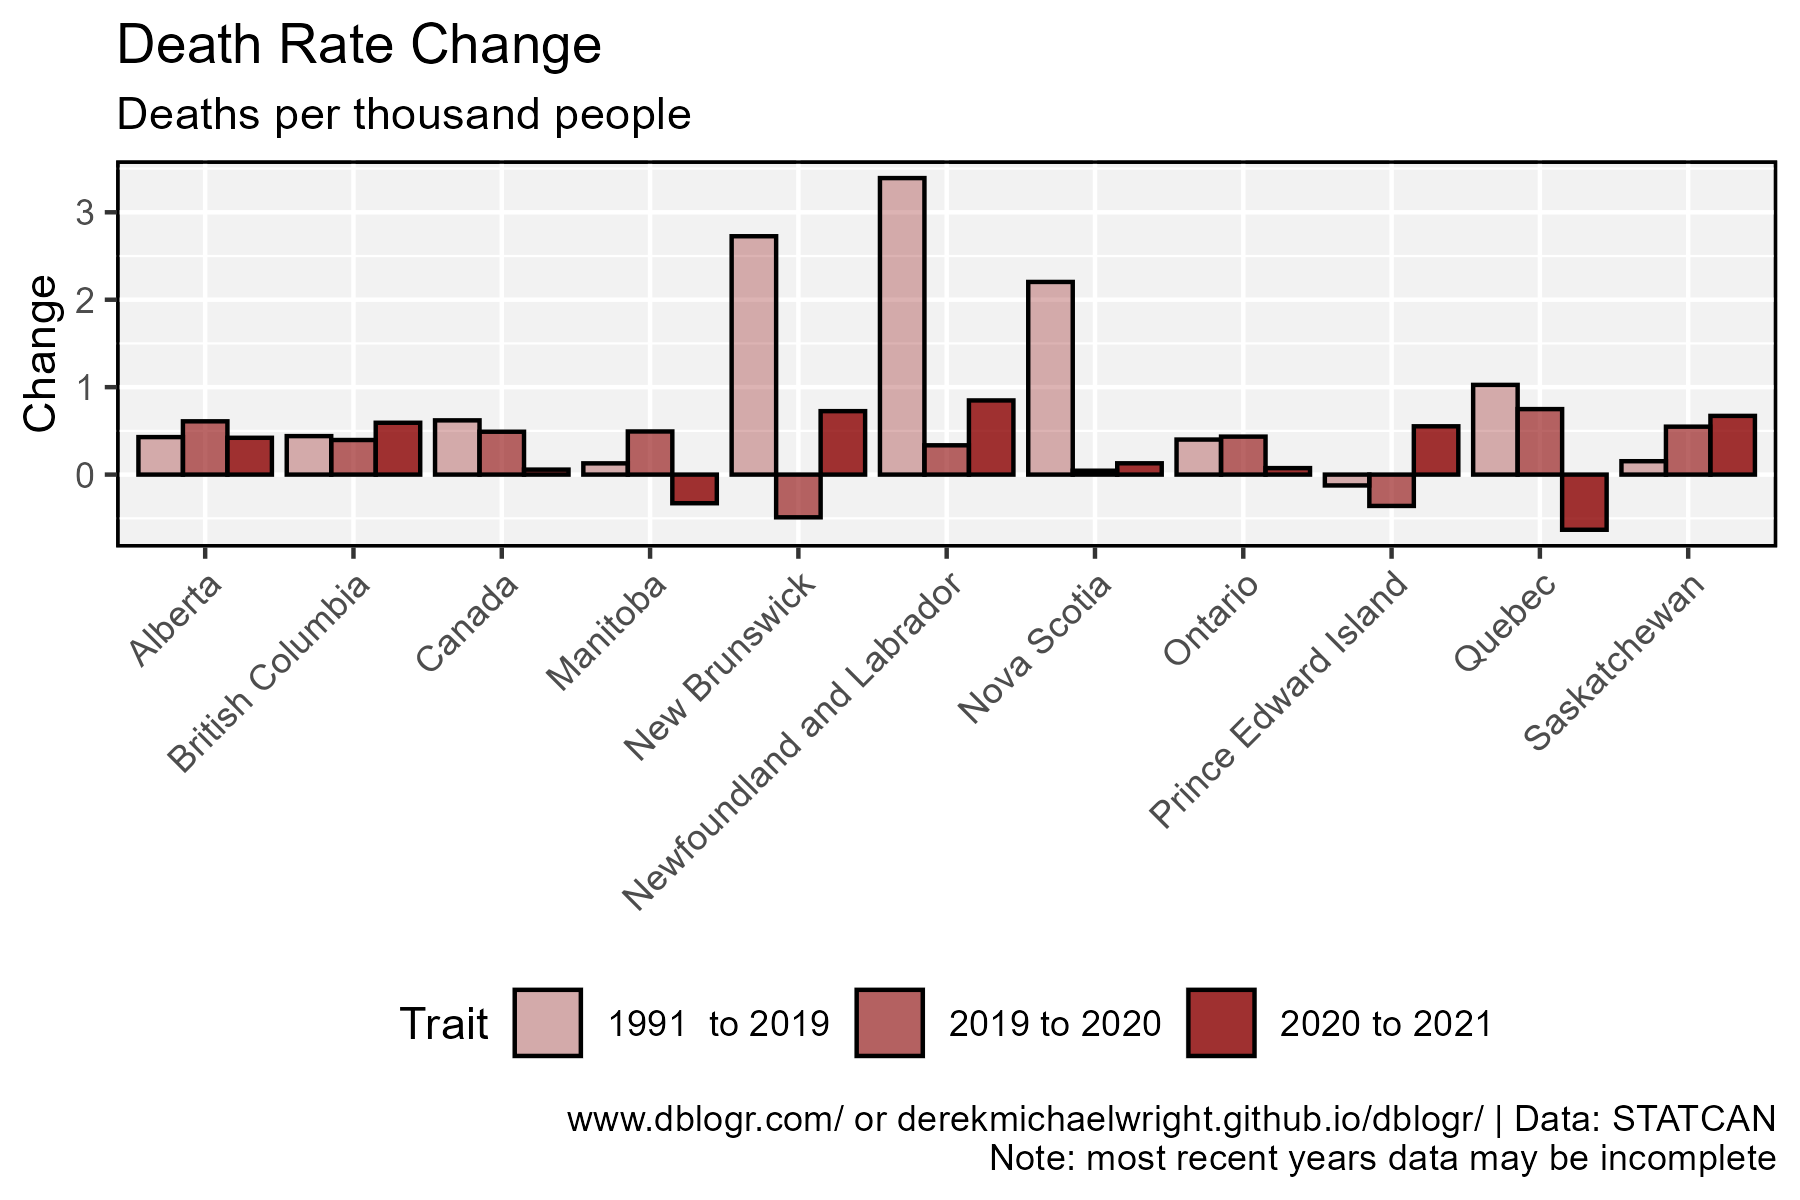 Death Rate Change
Deaths per thousand people
Change
3
2
1
0
Alberta
British Columbia
Canada
Manitoba
New Brunswick
Newfoundland and Labrador
Nova Scotia
Ontario
Prince Edward Island
Quebec
Saskatchewan
Trait 1991  to 2019 2019 to 2020 2020 to 2021
www.dblogr.com/ or derekmichaelwright.github.io/dblogr/ | Data: STATCAN
Note: most recent years data may be incomplete